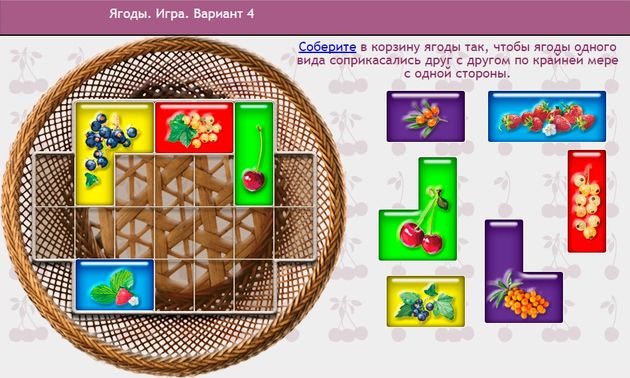 Ягоды. Игра. Вариант 4
Соберите в корзину ягоды так, чтобы ягоды одного
вида соприкасались друг с другом по крайней мере
с одной стороны.